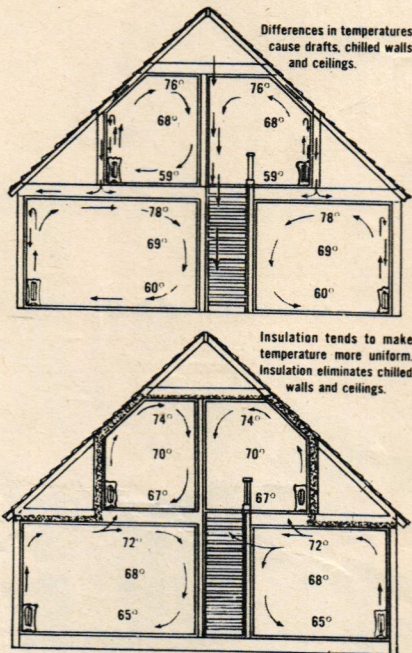 Differences in temperatures
cause drafts, chilled walls
and ceilings.
76° 76°
68° 68°
59° 59°
78° 78°
69° 69°
60° 60°
Insulation tends to make
temperature more uniform.
Insulation eliminates chilled
walls and ceilings.
74° 74°
70° 70°
67° 67°
72° 72°
68° 68°
65° 65°